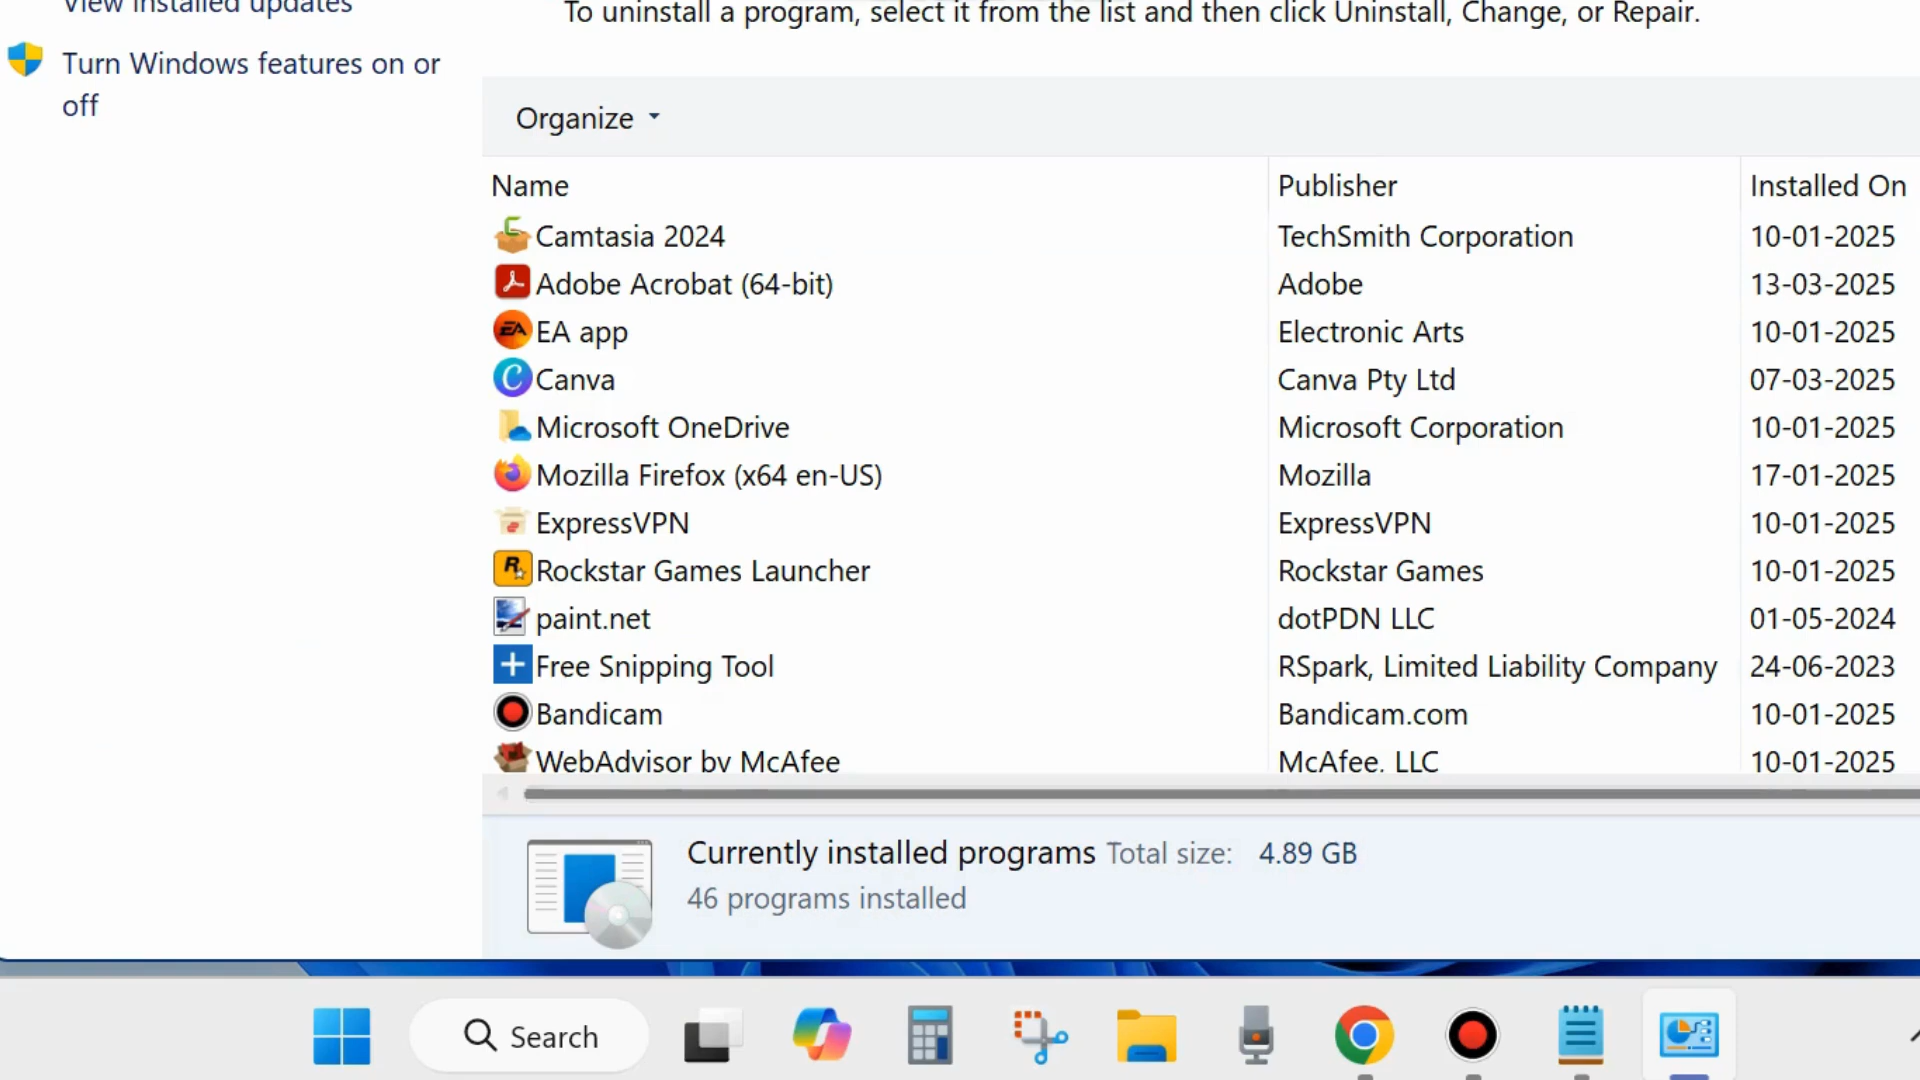 View installed updates
To uninstall a program, select it from the list and then click Uninstall, Change, or Repair.
Turn Windows features on or
off
Organize
Name Publisher Installed On
Camtasia 2024 TechSmith Corporation 10-01-2025
Adobe Acrobat (64-bit) Adobe 13-03-2025
EA app Electronic Arts 10-01-2025
Canva Canva Pty Ltd 07-03-2025
Microsoft OneDrive Microsoft Corporation 10-01-2025
Mozilla Firefox (x64 en-US) Mozilla 17-01-2025
ExpressVPN ExpressVPN 10-01-2025
Rockstar Games Launcher Rockstar Games 10-01-2025
paint.net dotPDN LLC 01-05-2024
Free Snipping Tool RSpark, Limited Liability Company 24-06-2023
Bandicam Bandicam.com 10-01-2025
WebAdvisor by McAfee McAfee, LLC 10-01-2025
Currently installed programs Total size: 4.89 GB
46 programs installed
Search